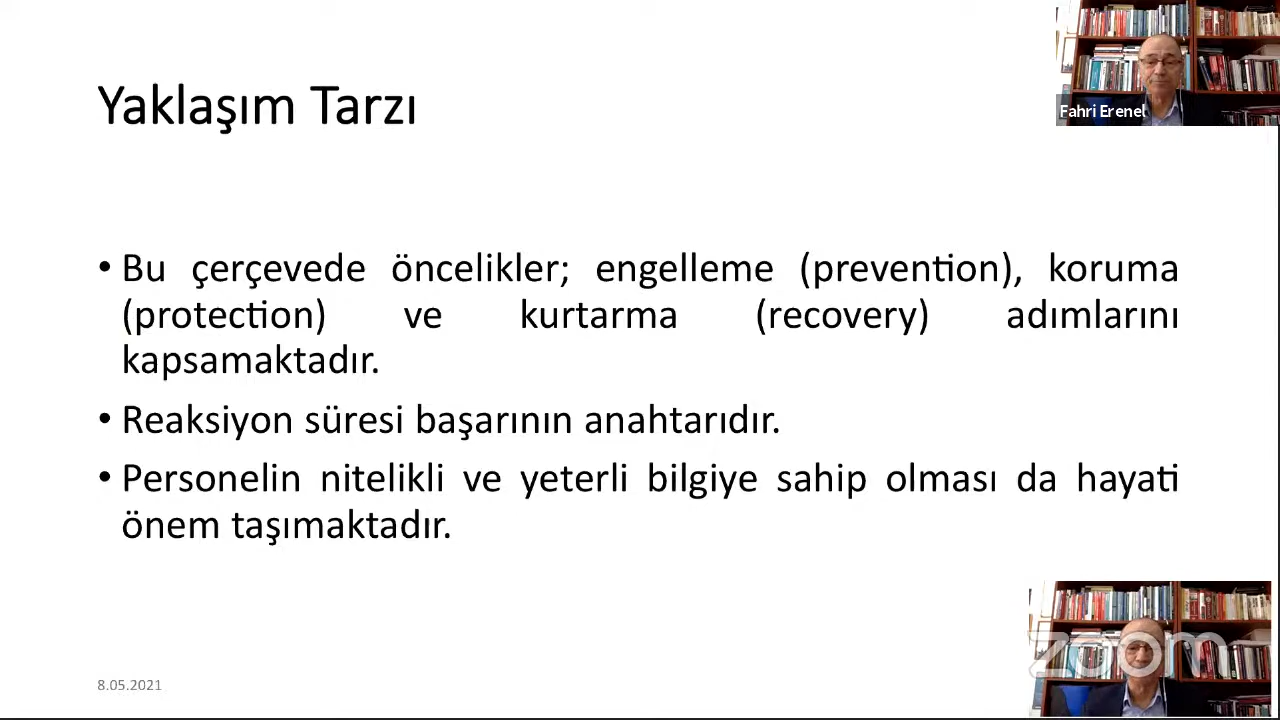 Yaklaşım Tarzı
Fahri Erenel
• Bu çerçevede öncelikler; engelleme (prevention), koruma
(protection) ve kurtarma (recovery) adımlarını
kapsamaktadır.
• Reaksiyon süresi başarının anahtarıdır.
• Personelin nitelikli ve yeterli bilgiye sahip olması da hayati
önem taşımaktadır.
zoom
8.05.2021